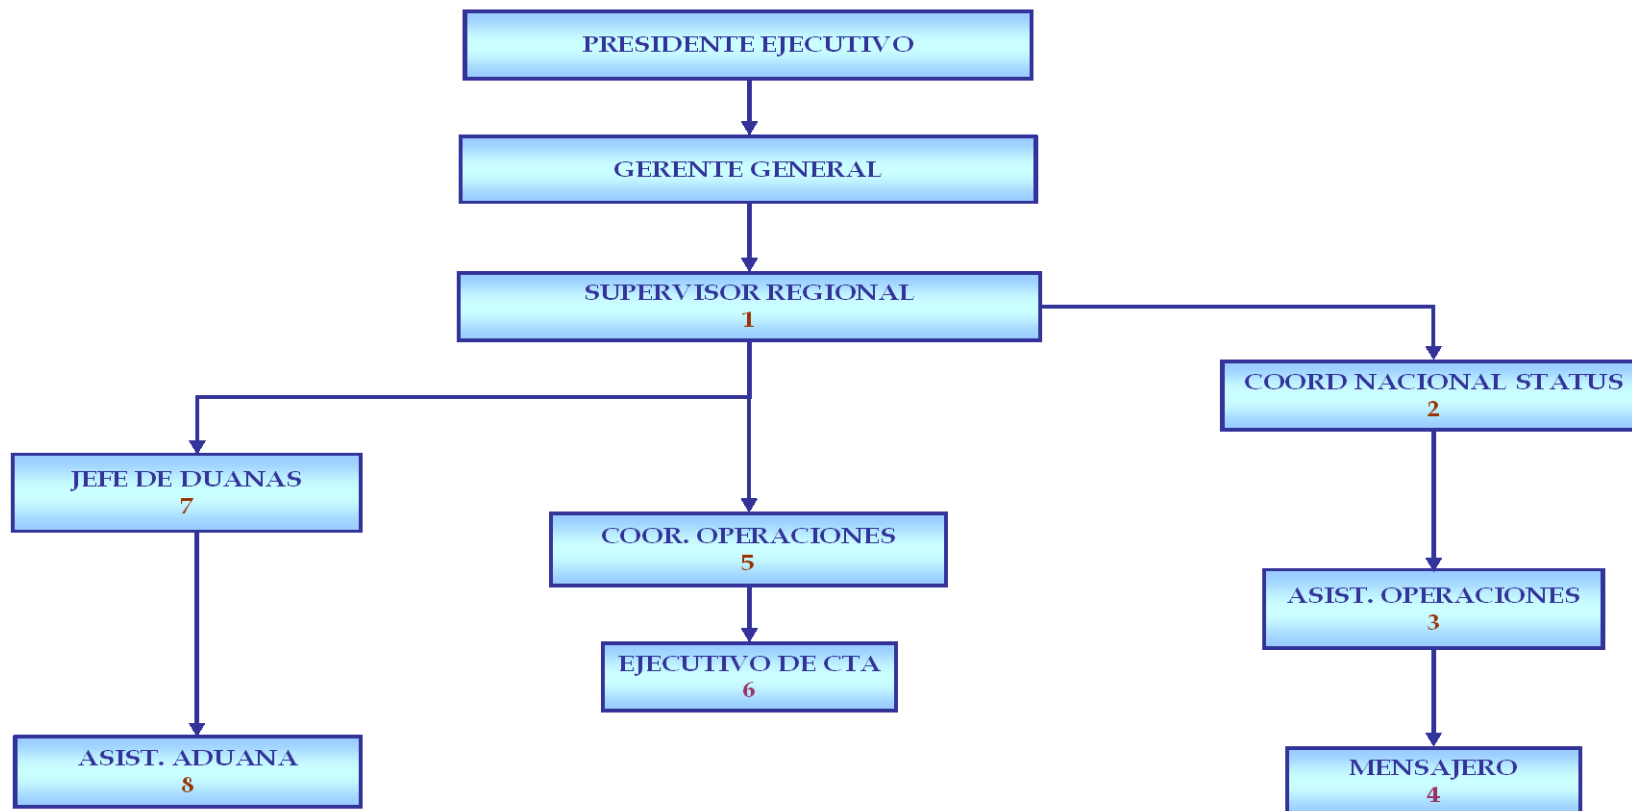 PRESIDENTE EJECUTIVO
GERENTE GENERAL
SUPERVISOR REGIONAL
1
COORD NACIONAL STATUS
2
JEFE DE DUANAS
7
COOR. OPERACIONES
5
ASIST. OPERACIONES
3
EJECUTIVO DE CTA
6
ASIST. ADUANA
8
MENSAJERO
4